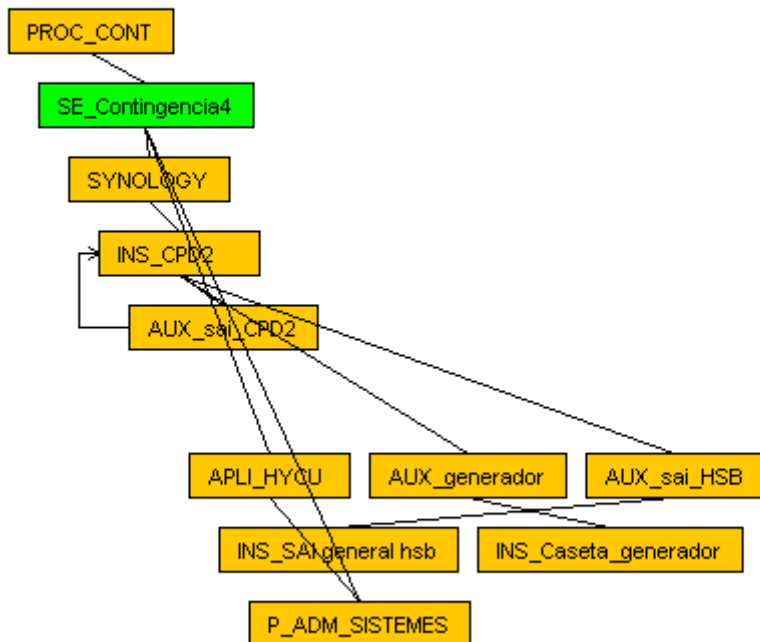 PROC_CONT
SE_Contingencia4
SYNOLOGY
INS_CPD2
AUX_sai_CPD2
APLI_HYCU
AUX_generador
AUX_sai_HSB
INS_SAI general hsb
INS_Caseta_generador
P_ADM_SISTEMES